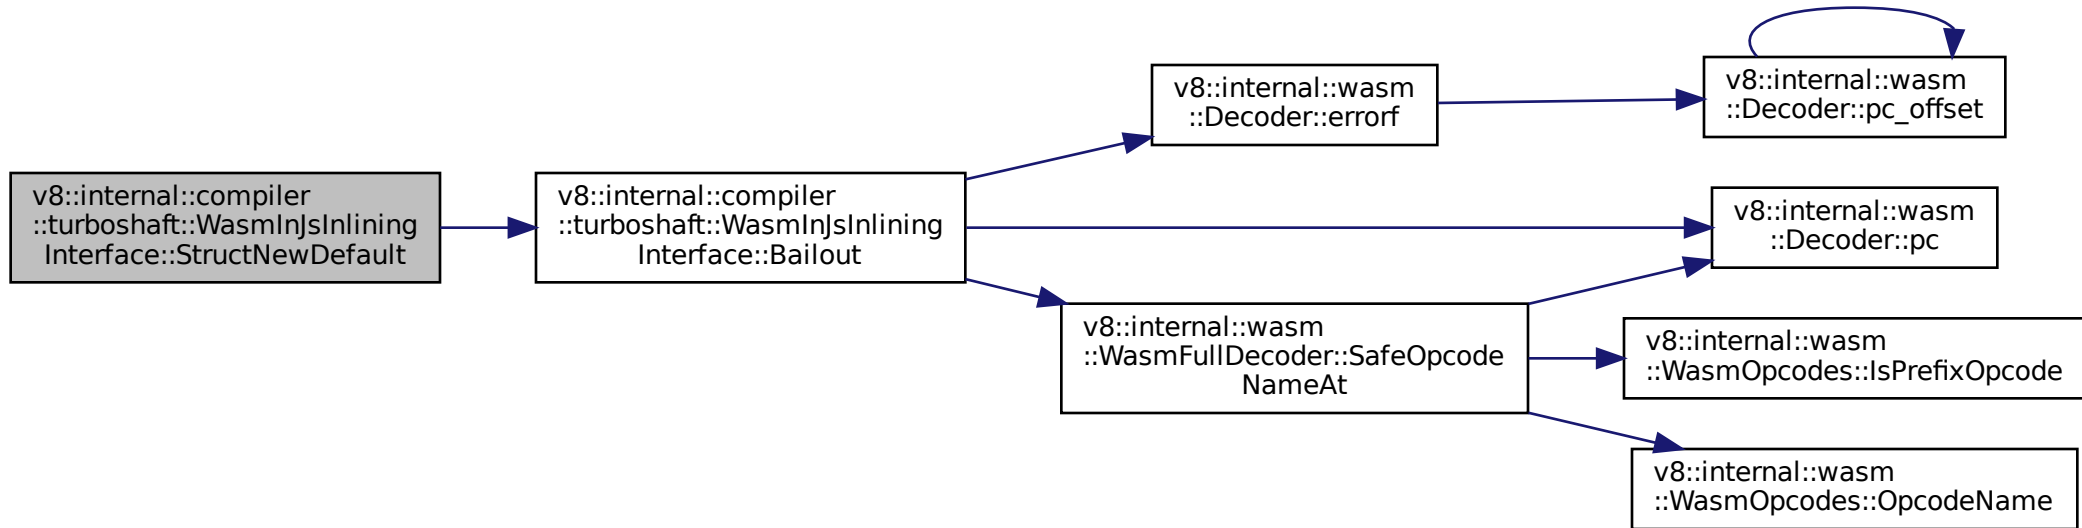 v8::internal::compiler
::turboshaft::WasmInJsInlining
Interface::StructNewDefault
v8::internal::compiler
::turboshaft::WasmInJsInlining
Interface::Bailout
v8::internal::wasm
::Decoder::errorf
v8::internal::wasm
::Decoder::pc_offset
v8::internal::wasm
::Decoder::pc
v8::internal::wasm
::WasmFullDecoder::SafeOpcode
NameAt
v8::internal::wasm
::WasmOpcodes::IsPrefixOpcode
v8::internal::wasm
::WasmOpcodes::OpcodeName